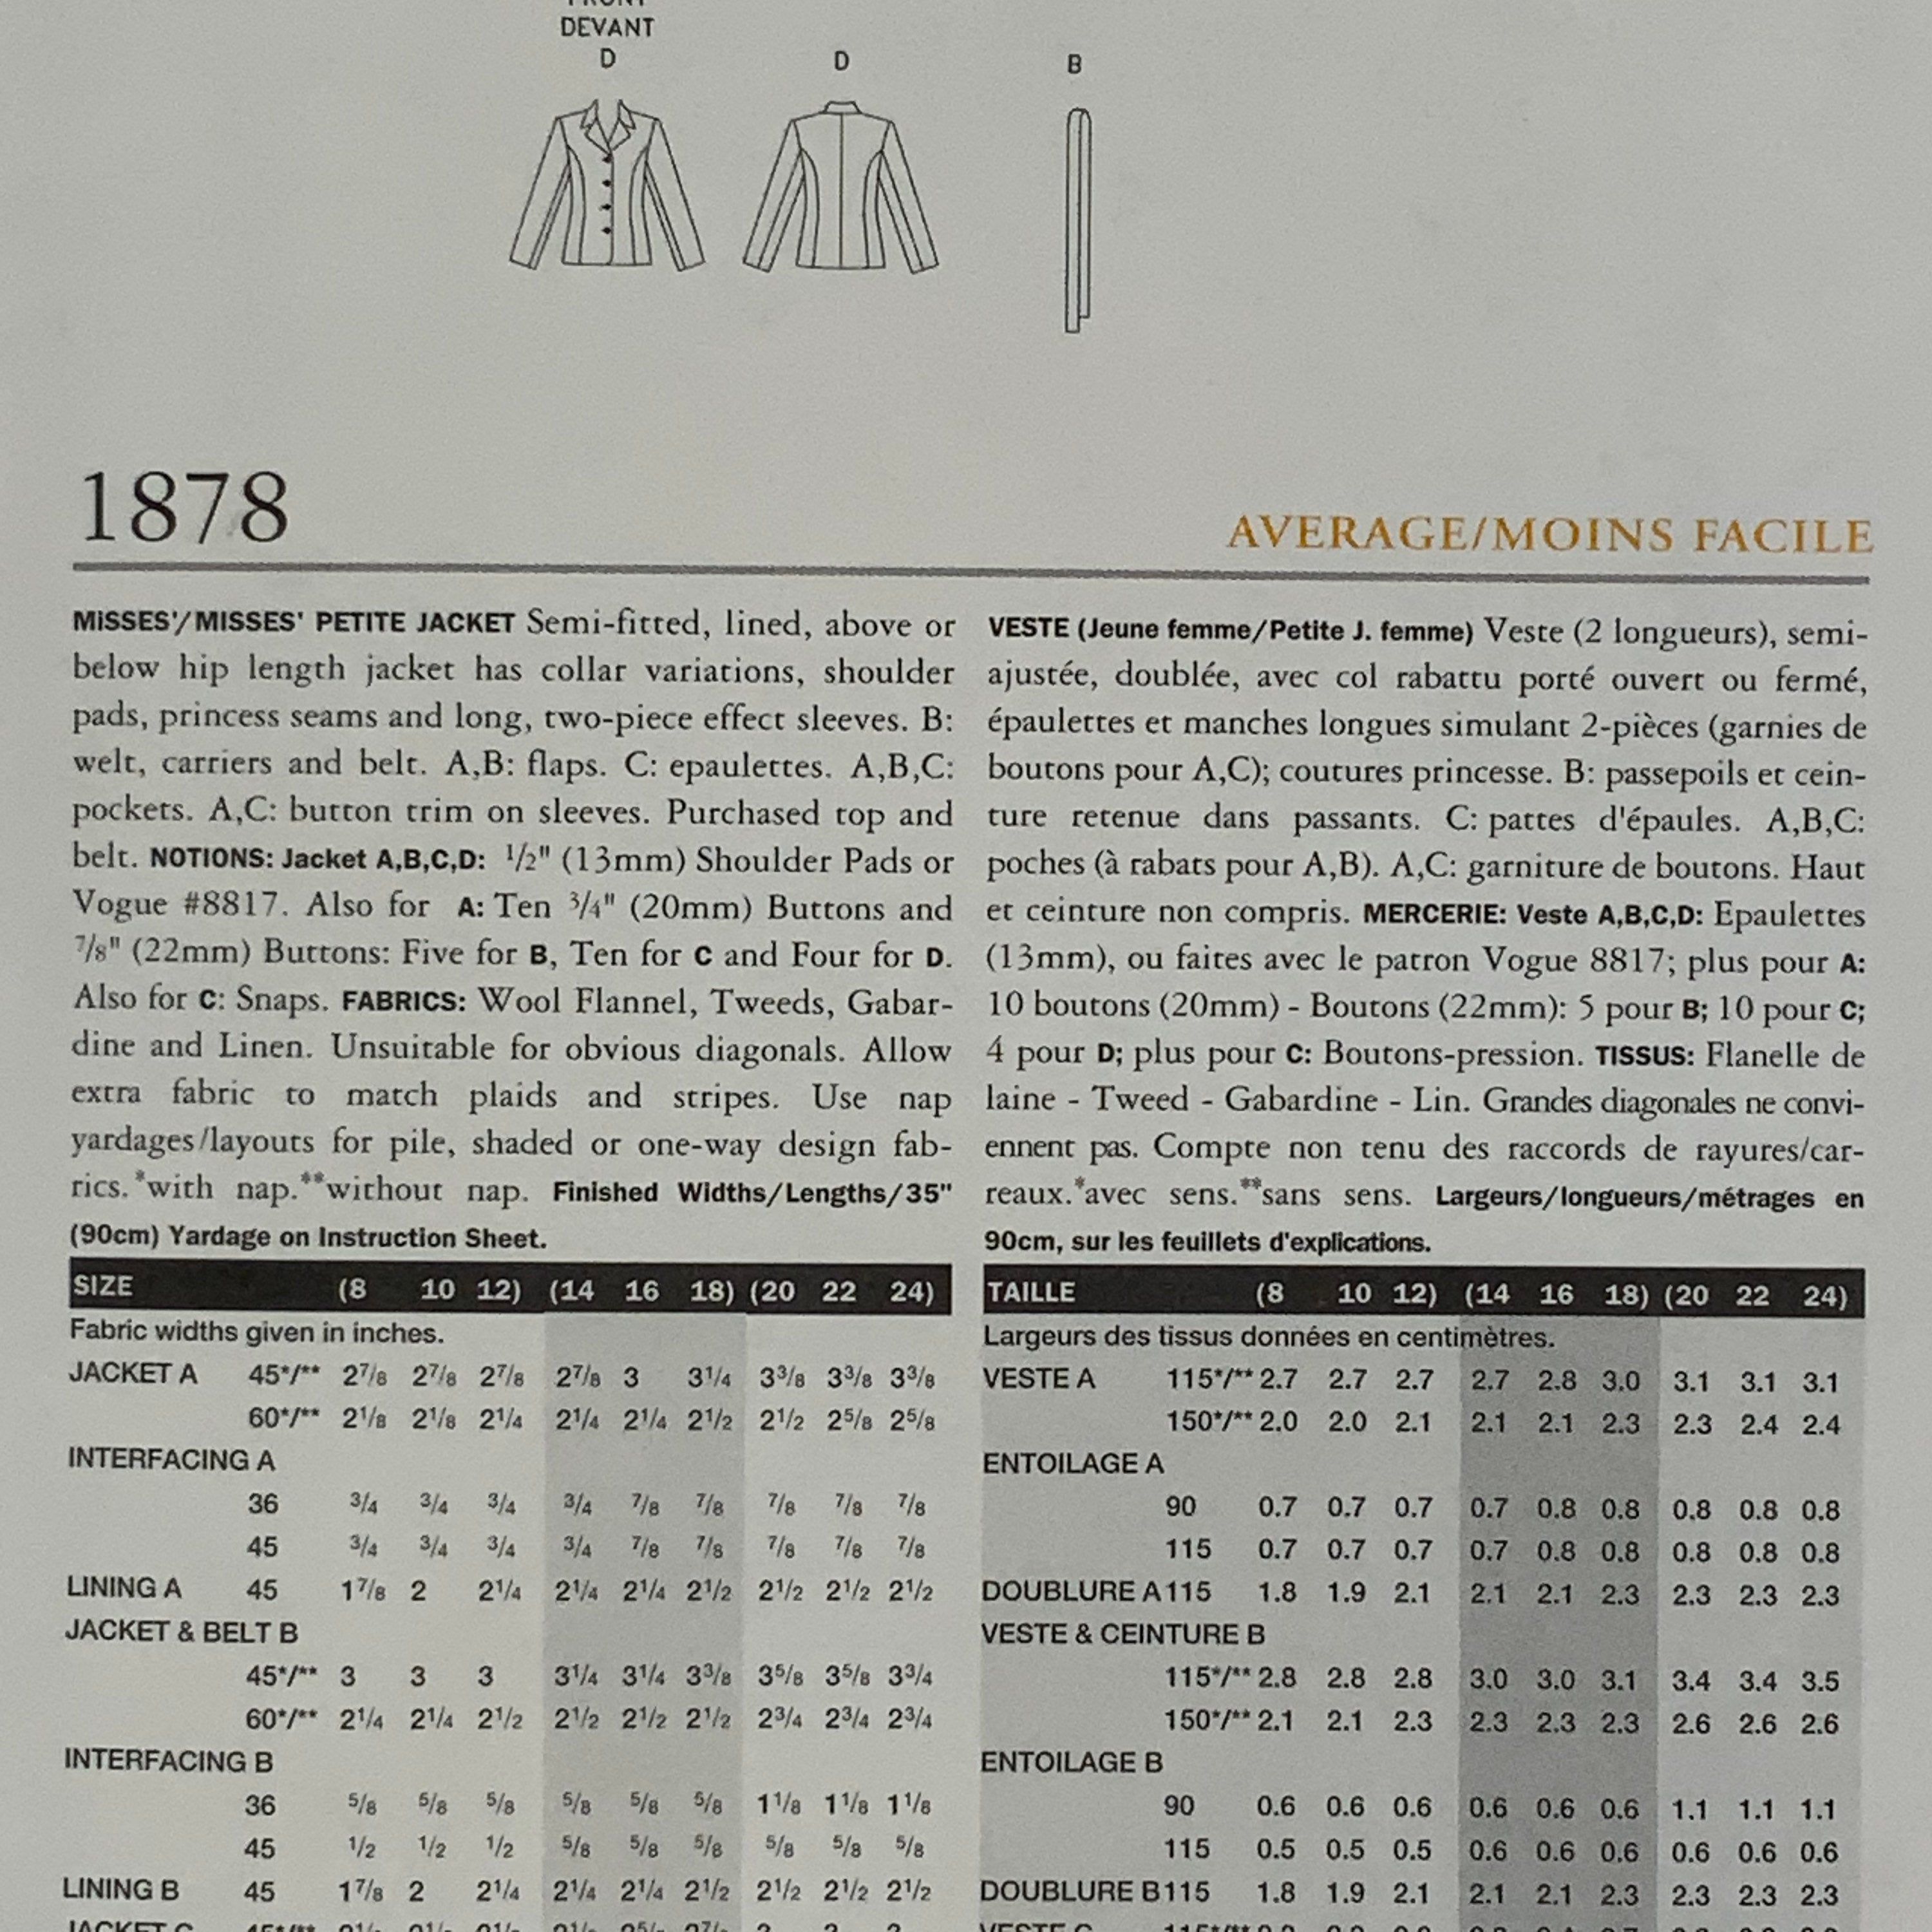 DEVANT
D D B
1878
AVERAGE/MOINS FACILE
MISSES'/MISSES' PETITE JACKET Semi-fitted, lined, above or
below hip length jacket has collar variations, shoulder
pads, princess seams and long, two-piece effect sleeves. B:
welt, carriers and belt. A,B: flaps. C: epaulettes. A,B,C:
pockets. A,C: button trim on sleeves. Purchased top and
belt. NOTIONS: Jacket A,B,C,D: 1/2" (13mm) Shoulder Pads or
Vogue #8817. Also for A: Ten 3/4" (20mm) Buttons and
7/8" (22mm) Buttons: Five for B, Ten for C and Four for D.
Also for C: Snaps. FABRICS: Wool Flannel, Tweeds, Gabar-
dine and Linen. Unsuitable for obvious diagonals. Allow
extra fabric to match plaids and stripes. Use nap
yardages/layouts for pile, shaded or one-way design fab-
rics.*with nap.**without nap. Finished Widths/Lengths/35"
(90cm) Yardage on Instruction Sheet.
SIZE (8 10 12) (14 16 18) (20 22 24)
Fabric widths given in inches.
JACKET A 45*/** 2 7/8 2 7/8 2 7/8 2 7/8 3 3 1/4 3 3/8 3 3/8 3 3/8
60*/** 2 1/8 2 1/8 2 1/4 2 1/4 2 1/4 2 1/2 2 1/2 2 5/8 2 5/8
INTERFACING A
36 3/4 3/4 3/4 3/4 7/8 7/8 7/8 7/8 7/8
45 3/4 3/4 3/4 3/4 7/8 7/8 7/8 7/8 7/8
LINING A 45 1 7/8 2 2 1/4 2 1/4 2 1/4 2 1/2 2 1/2 2 1/2 2 1/2
JACKET & BELT B
45*/** 3 3 3 3 1/4 3 1/4 3 3/8 3 5/8 3 5/8 3 3/4
60*/** 2 1/4 2 1/4 2 1/2 2 1/2 2 1/2 2 1/2 2 3/4 2 3/4 2 3/4
INTERFACING B
36 5/8 5/8 5/8 5/8 5/8 5/8 1 1/8 1 1/8 1 1/8
45 1/2 1/2 1/2 5/8 5/8 5/8 5/8 5/8 5/8
LINING B 45 1 7/8 2 2 1/4 2 1/4 2 1/4 2 1/2 2 1/2 2 1/2 2 1/2
VESTE (Jeune femme/Petite J. femme) Veste (2 longueurs), semi-
ajustée, doublée, avec col rabattu porté ouvert ou fermé,
épaulettes et manches longues simulant 2-pièces (garnies de
boutons pour A,C); coutures princesse. B: passepoils et cein-
ture retenue dans passants. C: pattes d'épaules. A,B,C:
poches (à rabats pour A,B). A,C: garniture de boutons. Haut
et ceinture non compris. MERCERIE: Veste A,B,C,D: Epaulettes
(13mm), ou faites avec le patron Vogue 8817; plus pour A:
10 boutons (20mm) - Boutons (22mm): 5 pour B; 10 pour C;
4 pour D; plus pour C: Boutons-pression. TISSUS: Flanelle de
laine - Tweed - Gabardine - Lin. Grandes diagonales ne convi-
ennent pas. Compte non tenu des raccords de rayures/car-
reaux.*avec sens.**sans sens. Largeurs/longueurs/métrages en
90cm, sur les feuillets d'explications.
TAILLE (8 10 12) (14 16 18) (20 22 24)
Largeurs des tissus données en centimètres.
VESTE A 115*/** 2.7 2.7 2.7 2.7 2.8 3.0 3.1 3.1 3.1
150*/** 2.0 2.0 2.1 2.1 2.1 2.3 2.3 2.4 2.4
ENTOILAGE A
90 0.7 0.7 0.7 0.7 0.8 0.8 0.8 0.8 0.8
115 0.7 0.7 0.7 0.7 0.8 0.8 0.8 0.8 0.8
DOUBLURE A 115 1.8 1.9 2.1 2.1 2.1 2.3 2.3 2.3 2.3
VESTE & CEINTURE B
115*/** 2.8 2.8 2.8 3.0 3.0 3.1 3.4 3.4 3.5
150*/** 2.1 2.1 2.3 2.3 2.3 2.3 2.6 2.6 2.6
ENTOILAGE B
90 0.6 0.6 0.6 0.6 0.6 0.6 1.1 1.1 1.1
115 0.5 0.5 0.5 0.6 0.6 0.6 0.6 0.6 0.6
DOUBLURE B 115 1.8 1.9 2.1 2.1 2.1 2.3 2.3 2.3 2.3